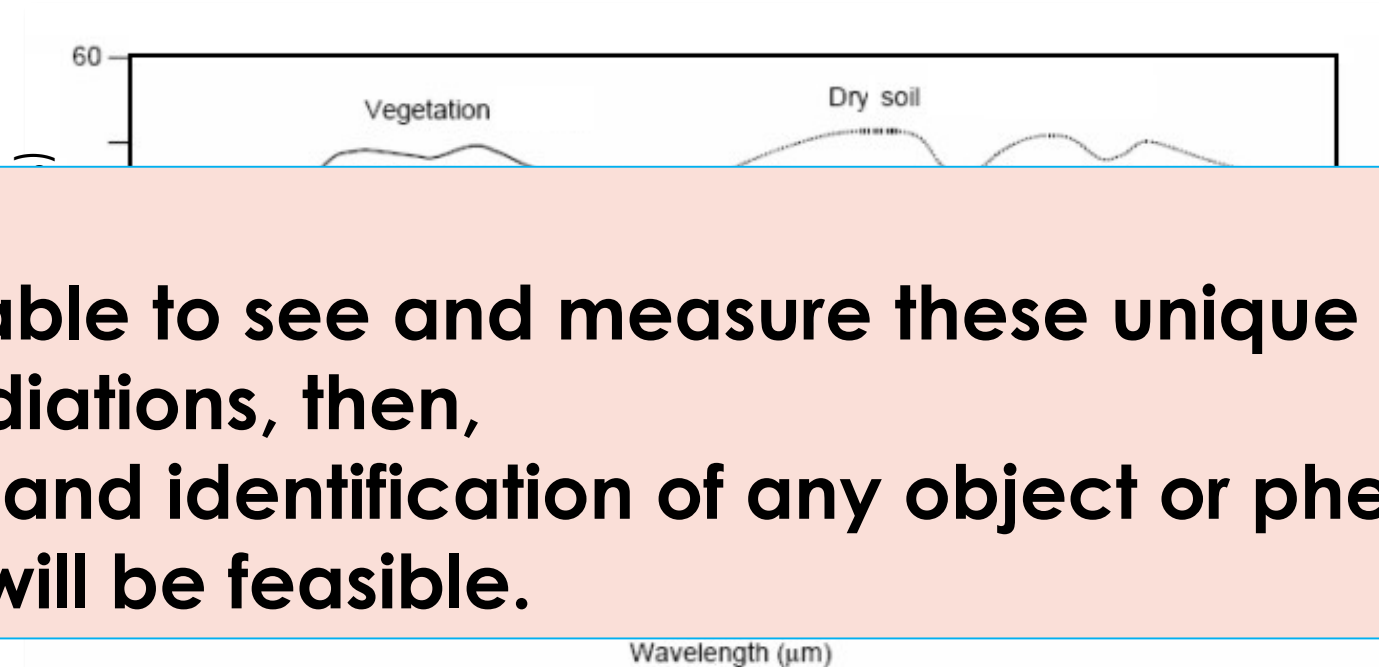 60
Vegetation
Dry soil
able to see and measure these unique
diations, then,
and identification of any object or phe
will be feasible.
Wavelength (μm)